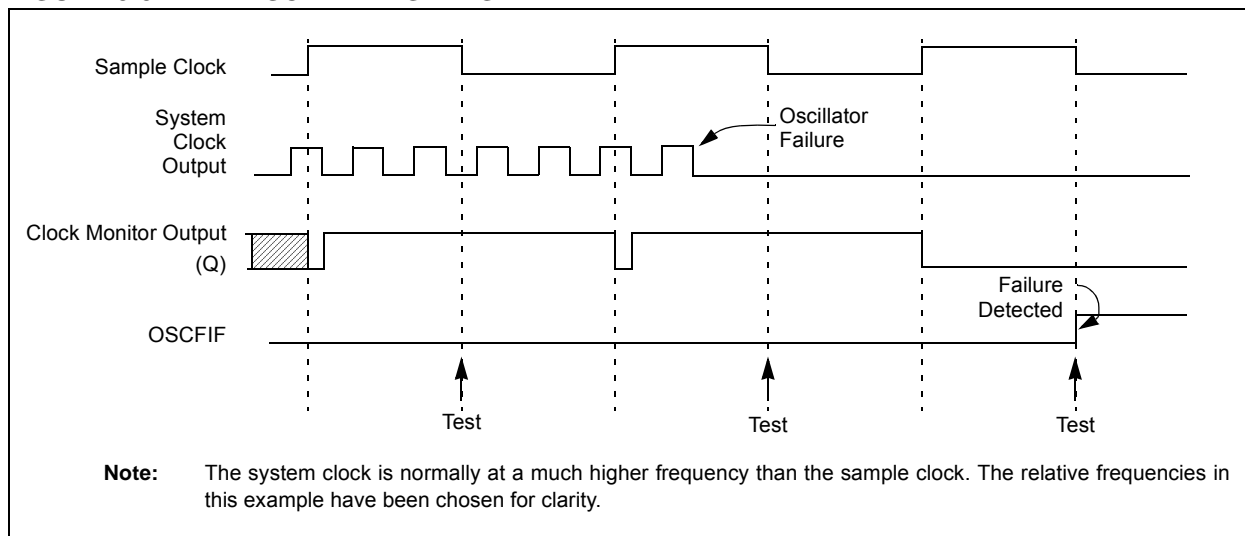 Sample Clock
System
Clock
Output
Oscillator
Failure
Clock Monitor Output
(Q)
Failure
Detected
OSCFIF
Test
Test
Test
Note: The system clock is normally at a much higher frequency than the sample clock. The relative frequencies in
this example have been chosen for clarity.